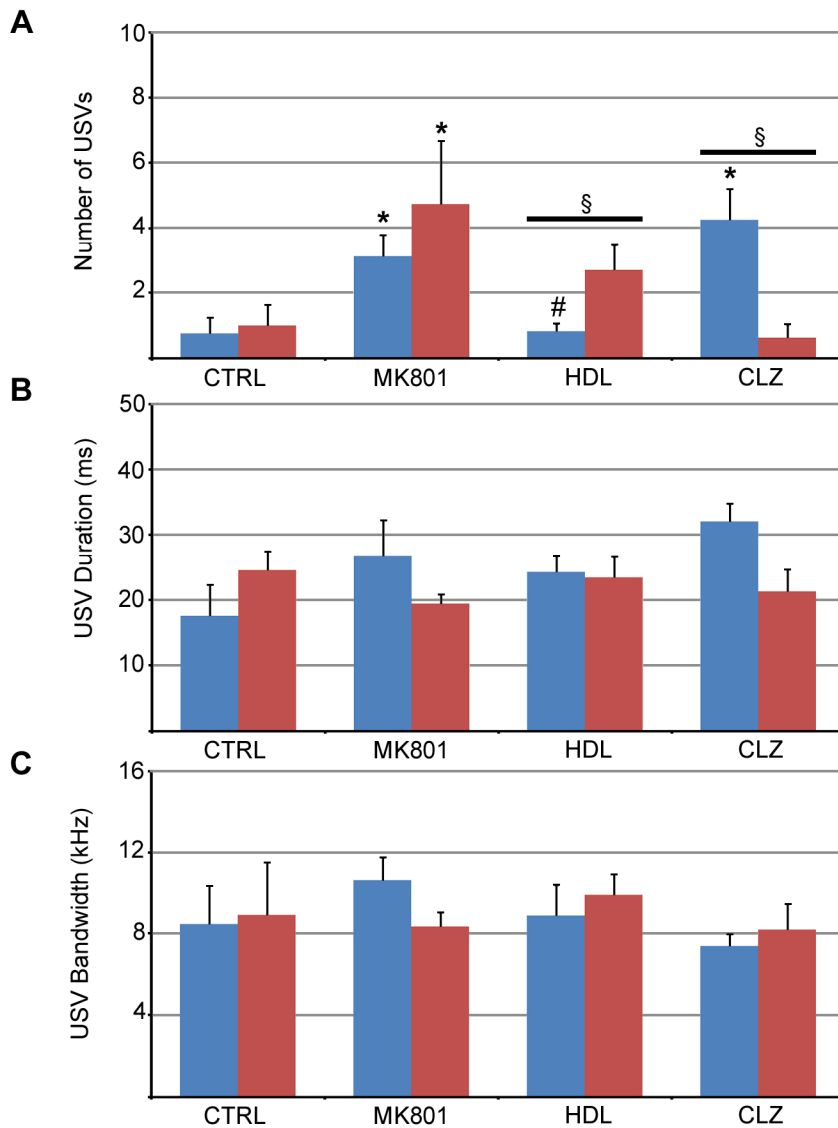 A
Number of USVs
10
8
6
4
2
*
*
#
§
*
§
CTRL MK801 HDL CLZ
B
USV Duration (ms)
50
40
30
20
10
CTRL MK801 HDL CLZ
C
USV Bandwidth (kHz)
16
12
8
4
CTRL MK801 HDL CLZ